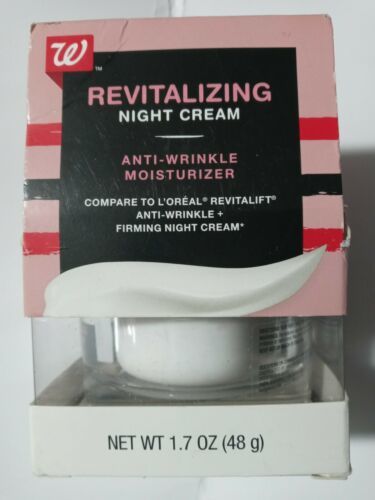 W
™
REVITALIZING
NIGHT CREAM
ANTI-WRINKLE
MOISTURIZER
COMPARE TO L'ORÉAL® REVITALIFT®
ANTI-WRINKLE +
FIRMING NIGHT CREAM*
NET WT 1.7 OZ (48 g)